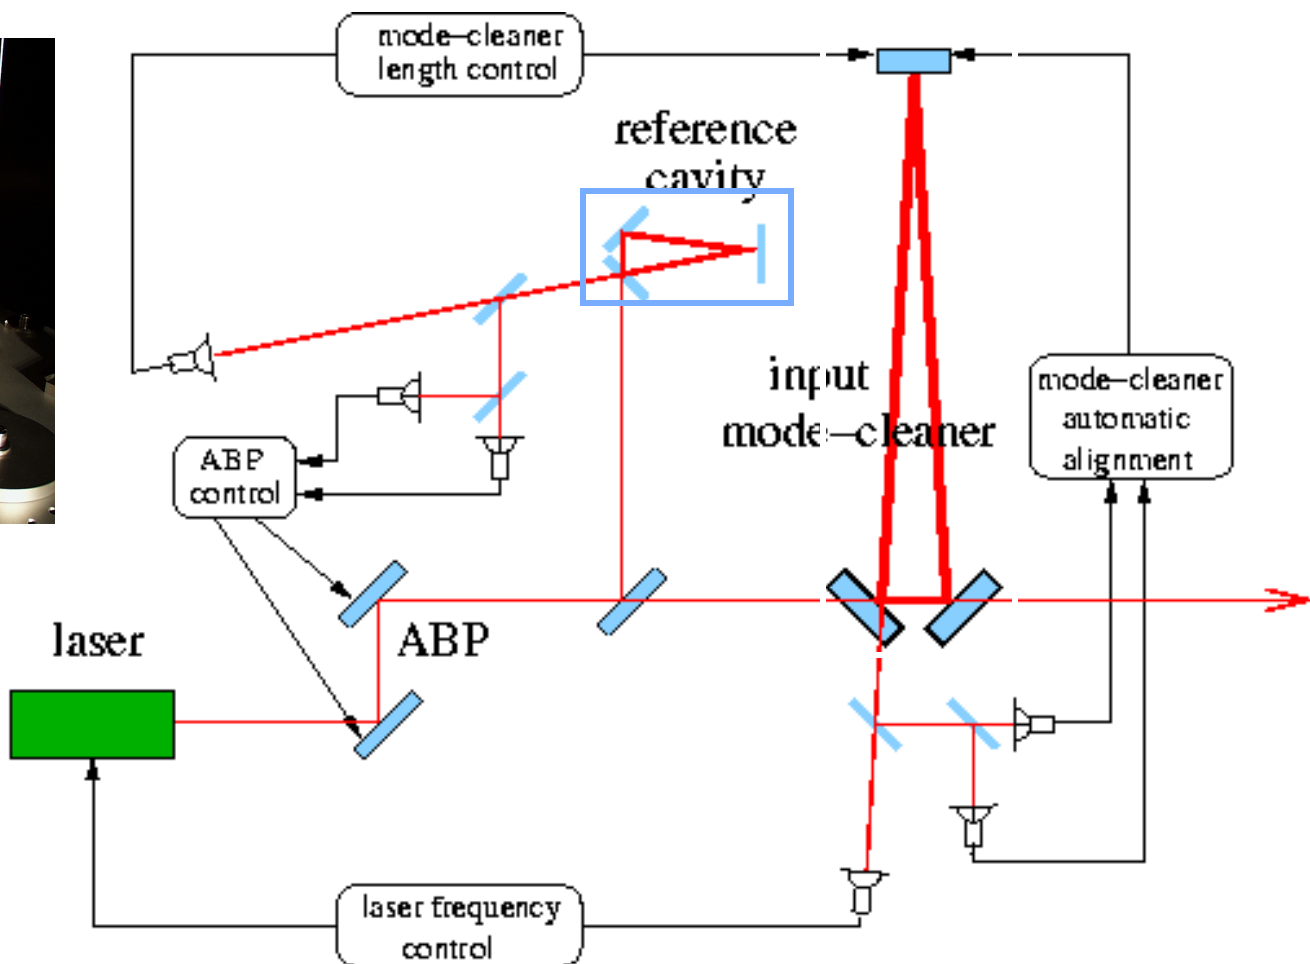 mode–cleaner
length control
reference
cavity
input
mode–cleaner
mode–cleaner
automatic
alignment
ABP
control
laser
ABP
laser frequency
control